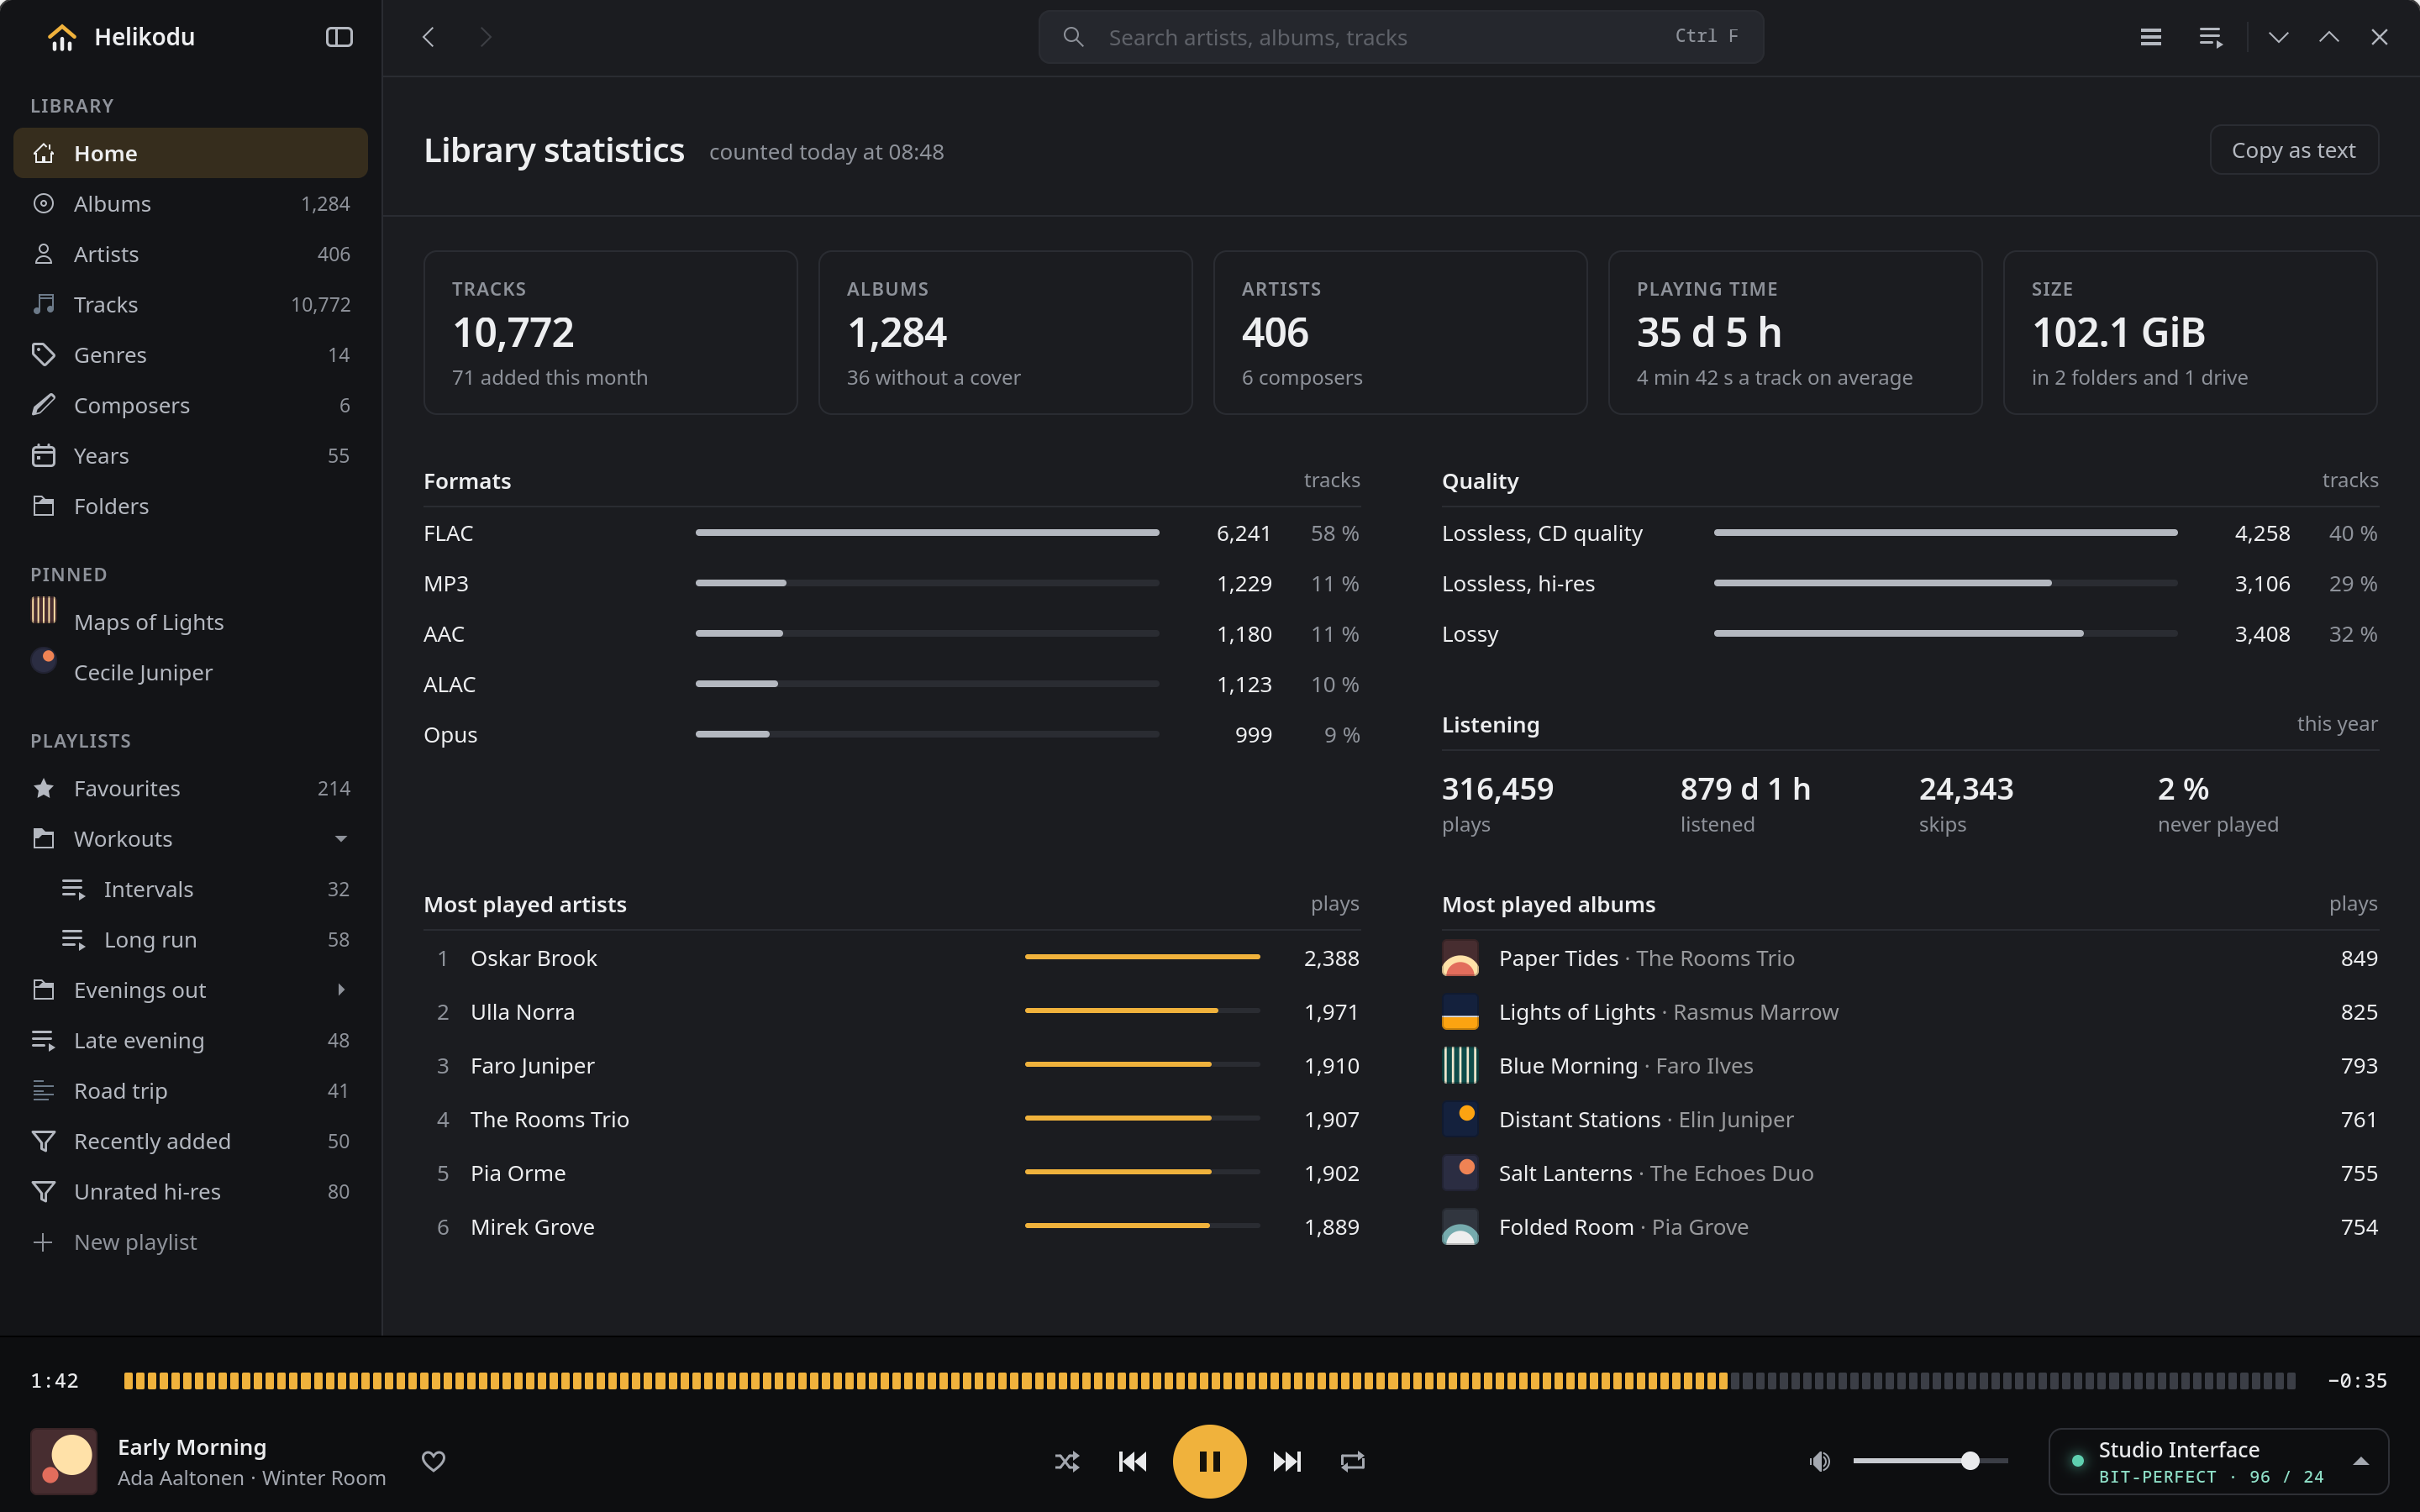 Helikodu
Search artists, albums, tracks
Ctrl F
LIBRARY
Home
Albums 1,284
Artists 406
Tracks 10,772
Genres 14
Composers 6
Years 55
Folders
PINNED
Maps of Lights
Cecile Juniper
PLAYLISTS
Favourites 214
Workouts
Intervals 32
Long run 58
Evenings out
Late evening 48
Road trip 41
Recently added 50
Unrated hi-res 80
New playlist
Library statistics counted today at 08:48
Copy as text
TRACKS
10,772
71 added this month
ALBUMS
1,284
36 without a cover
ARTISTS
406
6 composers
PLAYING TIME
35 d 5 h
4 min 42 s a track on average
SIZE
102.1 GiB
in 2 folders and 1 drive
Formats tracks
FLAC 6,241 58 %
MP3 1,229 11 %
AAC 1,180 11 %
ALAC 1,123 10 %
Opus 999 9 %
Quality tracks
Lossless, CD quality 4,258 40 %
Lossless, hi-res 3,106 29 %
Lossy 3,408 32 %
Listening this year
316,459 879 d 1 h 24,343 2 %
plays listened skips never played
Most played artists plays
1 Oskar Brook 2,388
2 Ulla Norra 1,971
3 Faro Juniper 1,910
4 The Rooms Trio 1,907
5 Pia Orme 1,902
6 Mirek Grove 1,889
Most played albums plays
Paper Tides · The Rooms Trio 849
Lights of Lights · Rasmus Marrow 825
Blue Morning · Faro Ilves 793
Distant Stations · Elin Juniper 761
Salt Lanterns · The Echoes Duo 755
Folded Room · Pia Grove 754
1:42 −0:35
Early Morning
Ada Aaltonen · Winter Room
Studio Interface
BIT-PERFECT · 96 / 24